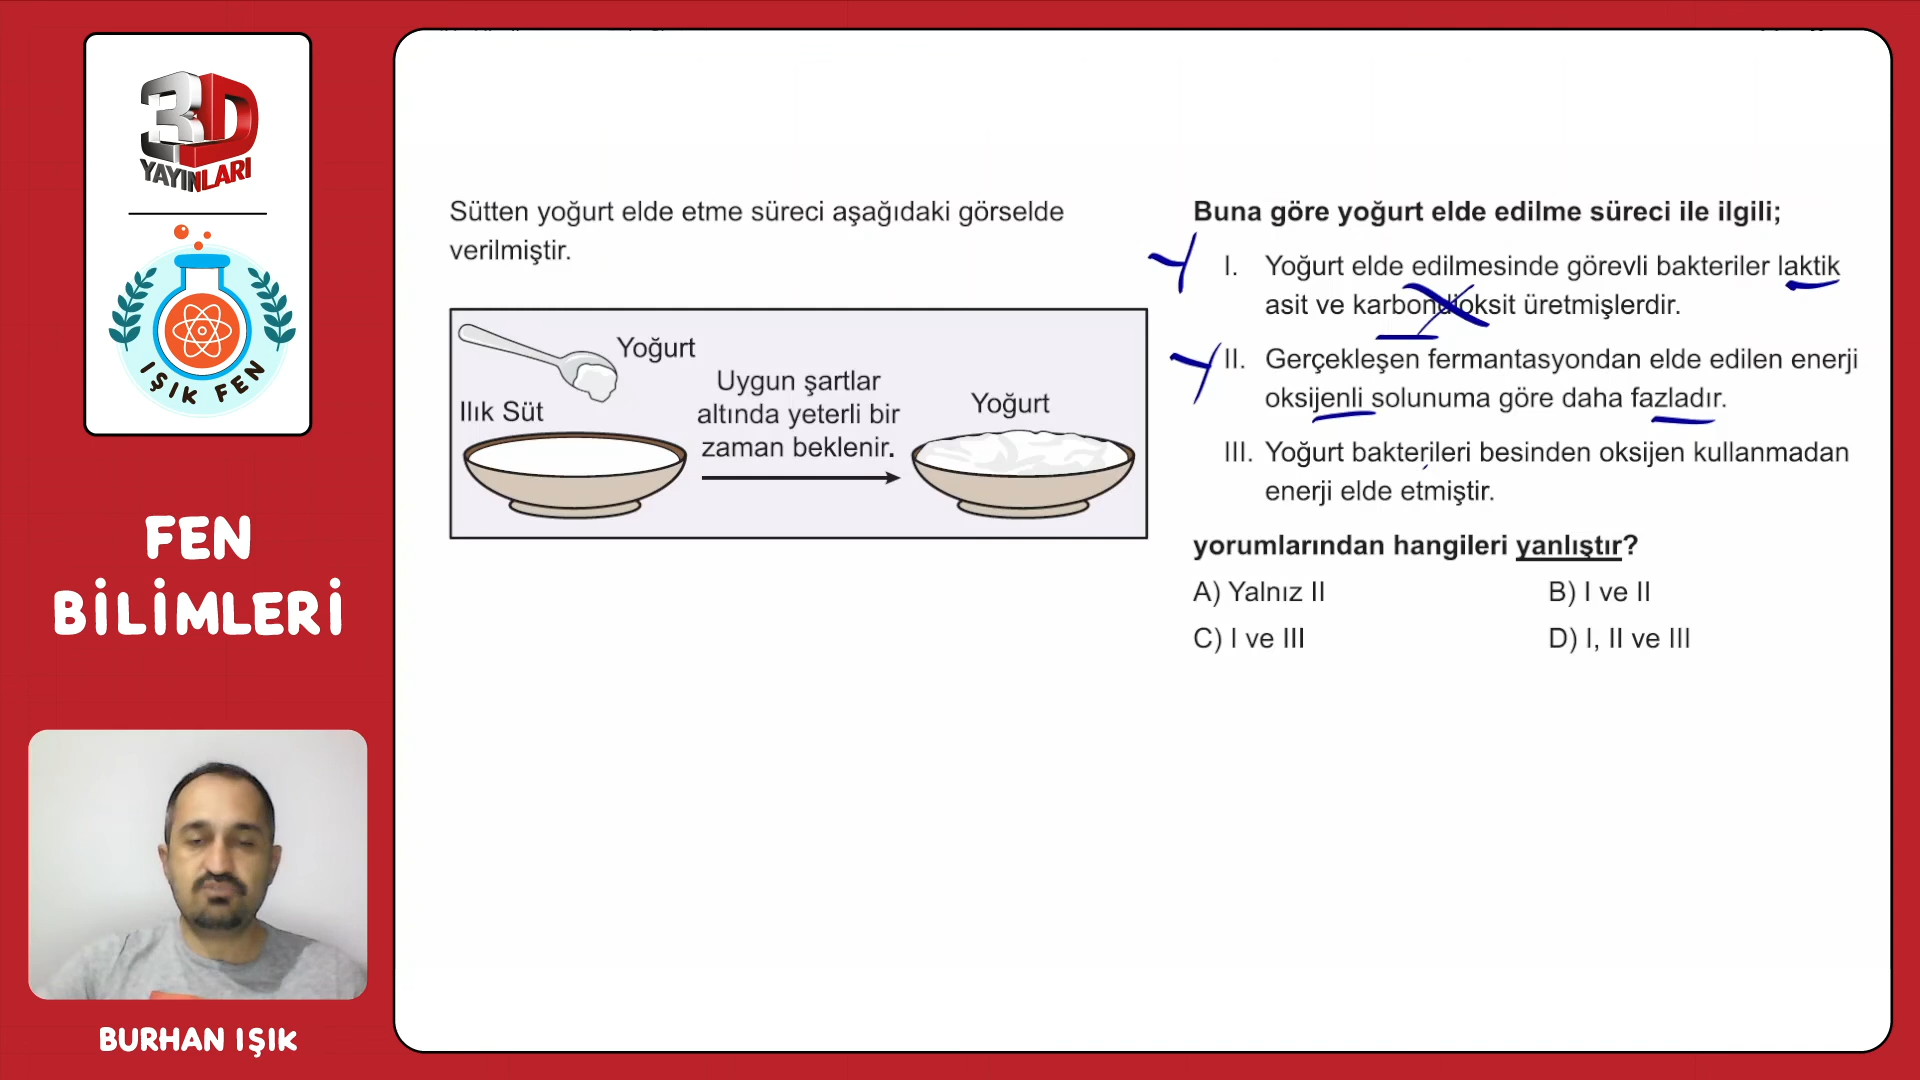 3D
YAYINLARI
IŞIK FEN
FEN
BİLİMLERİ
BURHAN IŞIK
Sütten yoğurt elde etme süreci aşağıdaki görselde
verilmiştir.
Yoğurt
Ilık Süt
Uygun şartlar
altında yeterli bir
zaman beklenir.
Yoğurt
Buna göre yoğurt elde edilme süreci ile ilgili;
Y I. Yoğurt elde edilmesinde görevli bakteriler laktik
asit ve karbondioksit üretmişlerdir.
Y II. Gerçekleşen fermantasyondan elde edilen enerji
oksijenli solunuma göre daha fazladır.
III. Yoğurt bakterileri besinden oksijen kullanmadan
enerji elde etmiştir.
yorumlarından hangileri yanlıştır?
A) Yalnız II B) I ve II
C) I ve III D) I, II ve III